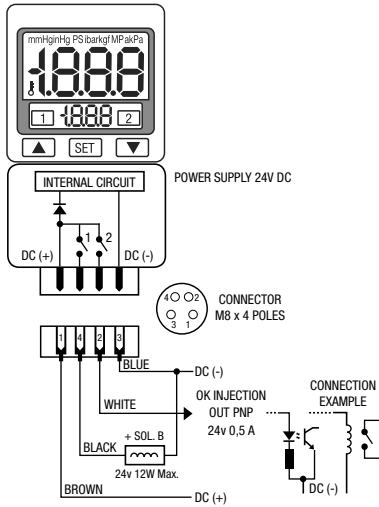 mmHginHg PSibarkgf MPakPa
-1.8.8.8
1 -1.8.8.8 2
SET
INTERNAL CIRCUIT
POWER SUPPLY 24V DC
1 2
DC (+) DC (-)
4 2
3 1
CONNECTOR
M8 x 4 POLES
1 4 2 3
BLUE
DC (-)
WHITE
OK INJECTION
OUT PNP
24v 0,5 A
CONNECTION
EXAMPLE
+ SOL. B
BLACK
24v 12W Max.
DC (-)
BROWN
DC (+)